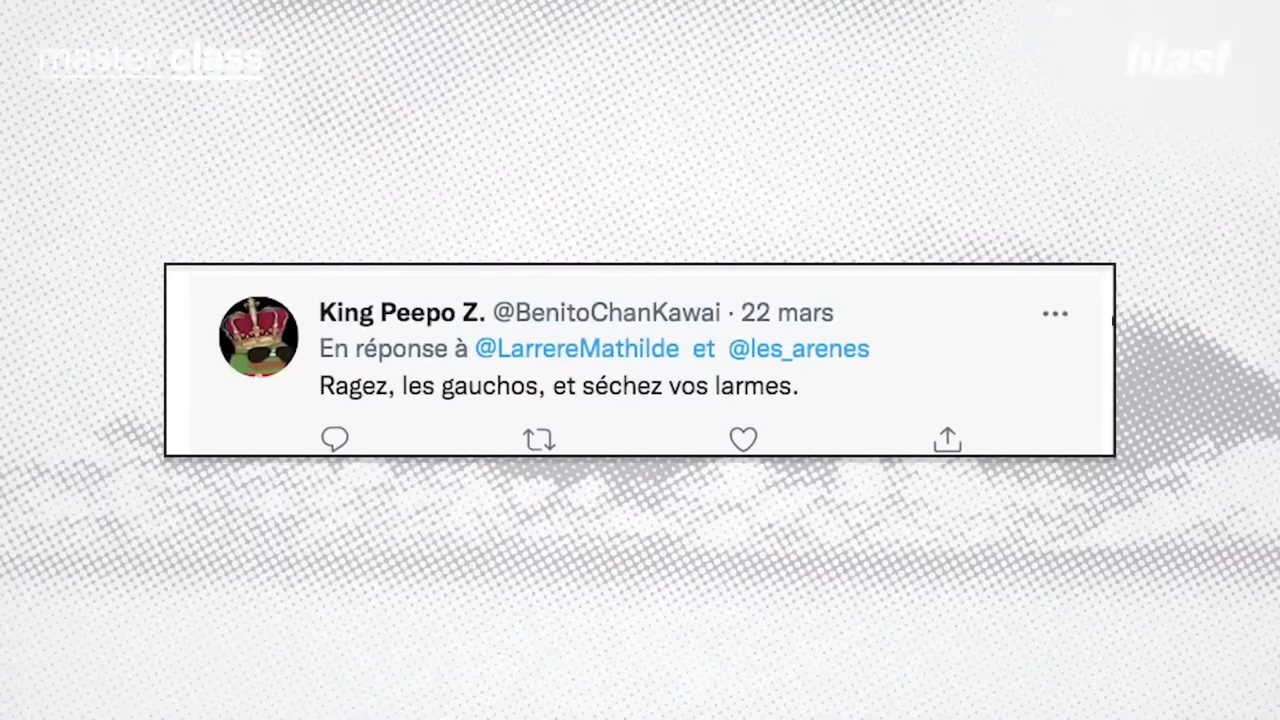 master class
blast
King Peepo Z. @BenitoChanKawai · 22 mars
En réponse à @LarrereMathilde et @les_arenes
Ragez, les gauchos, et séchez vos larmes.